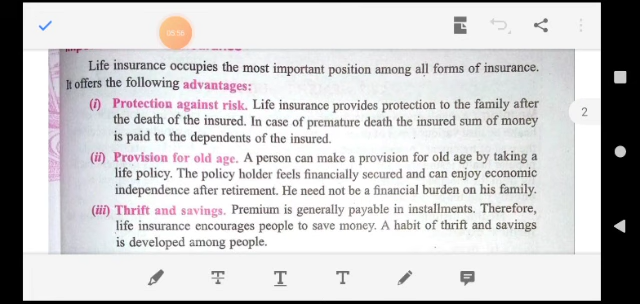 05:56
Life insurance occupies the most important position among all forms of insurance.
It offers the following advantages:
(i) Protection against risk. Life insurance provides protection to the family after
the death of the insured. In case of premature death the insured sum of money
is paid to the dependents of the insured.
2
(ii) Provision for old age. A person can make a provision for old age by taking a
life policy. The policy holder feels financially secured and can enjoy economic
independence after retirement. He need not be a financial burden on his family.
(iii) Thrift and savings. Premium is generally payable in installments. Therefore,
life insurance encourages people to save money. A habit of thrift and savings
is developed among people.
T T T